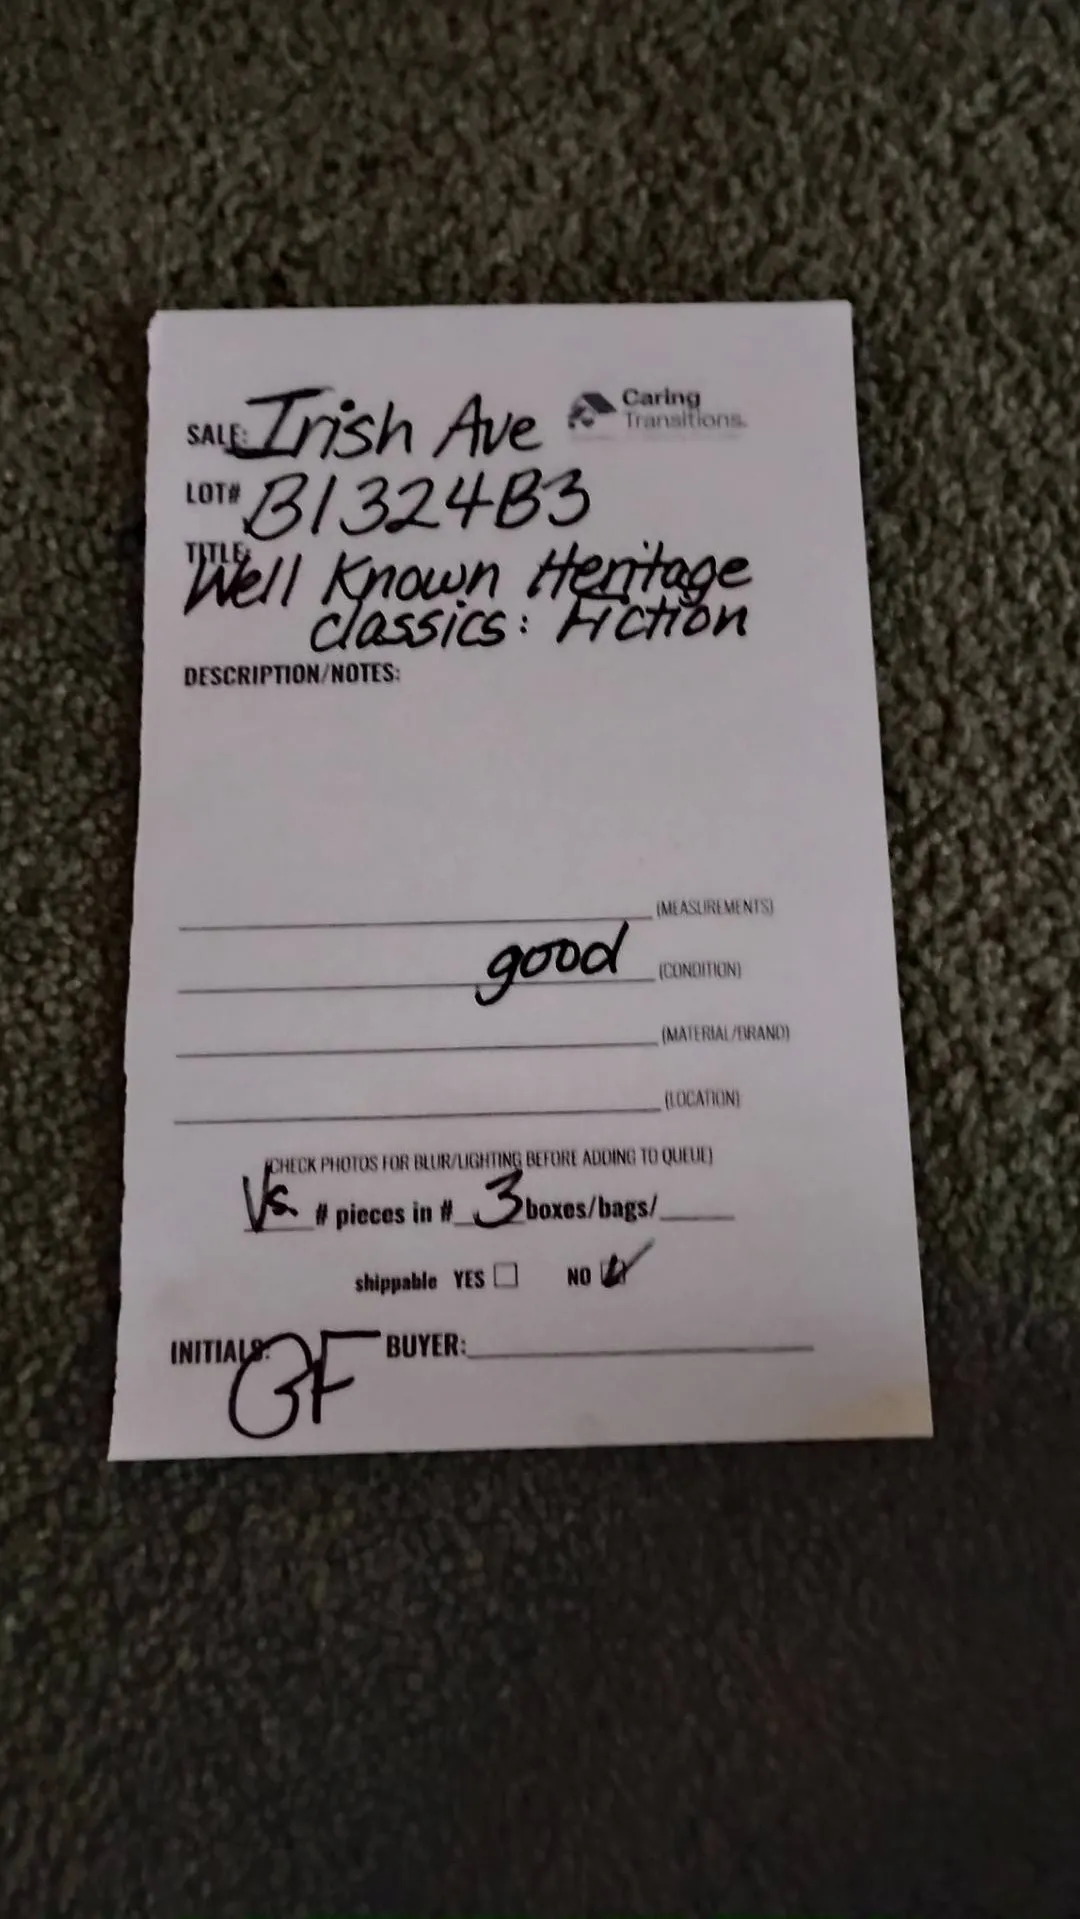 SALE: Irish Ave Caring
Transitions.
LOT# B1324B3
TITLE:
Well Known Heritage
classics: Fiction
DESCRIPTION/NOTES:
(MEASUREMENTS)
good (CONDITION)
(MATERIAL/BRAND)
(LOCATION)
(CHECK PHOTOS FOR BLUR/LIGHTING BEFORE ADDING TO QUEUE)
Vs. # pieces in # 3 boxes/bags/
shippable YES NO
INITIALS: GF BUYER: